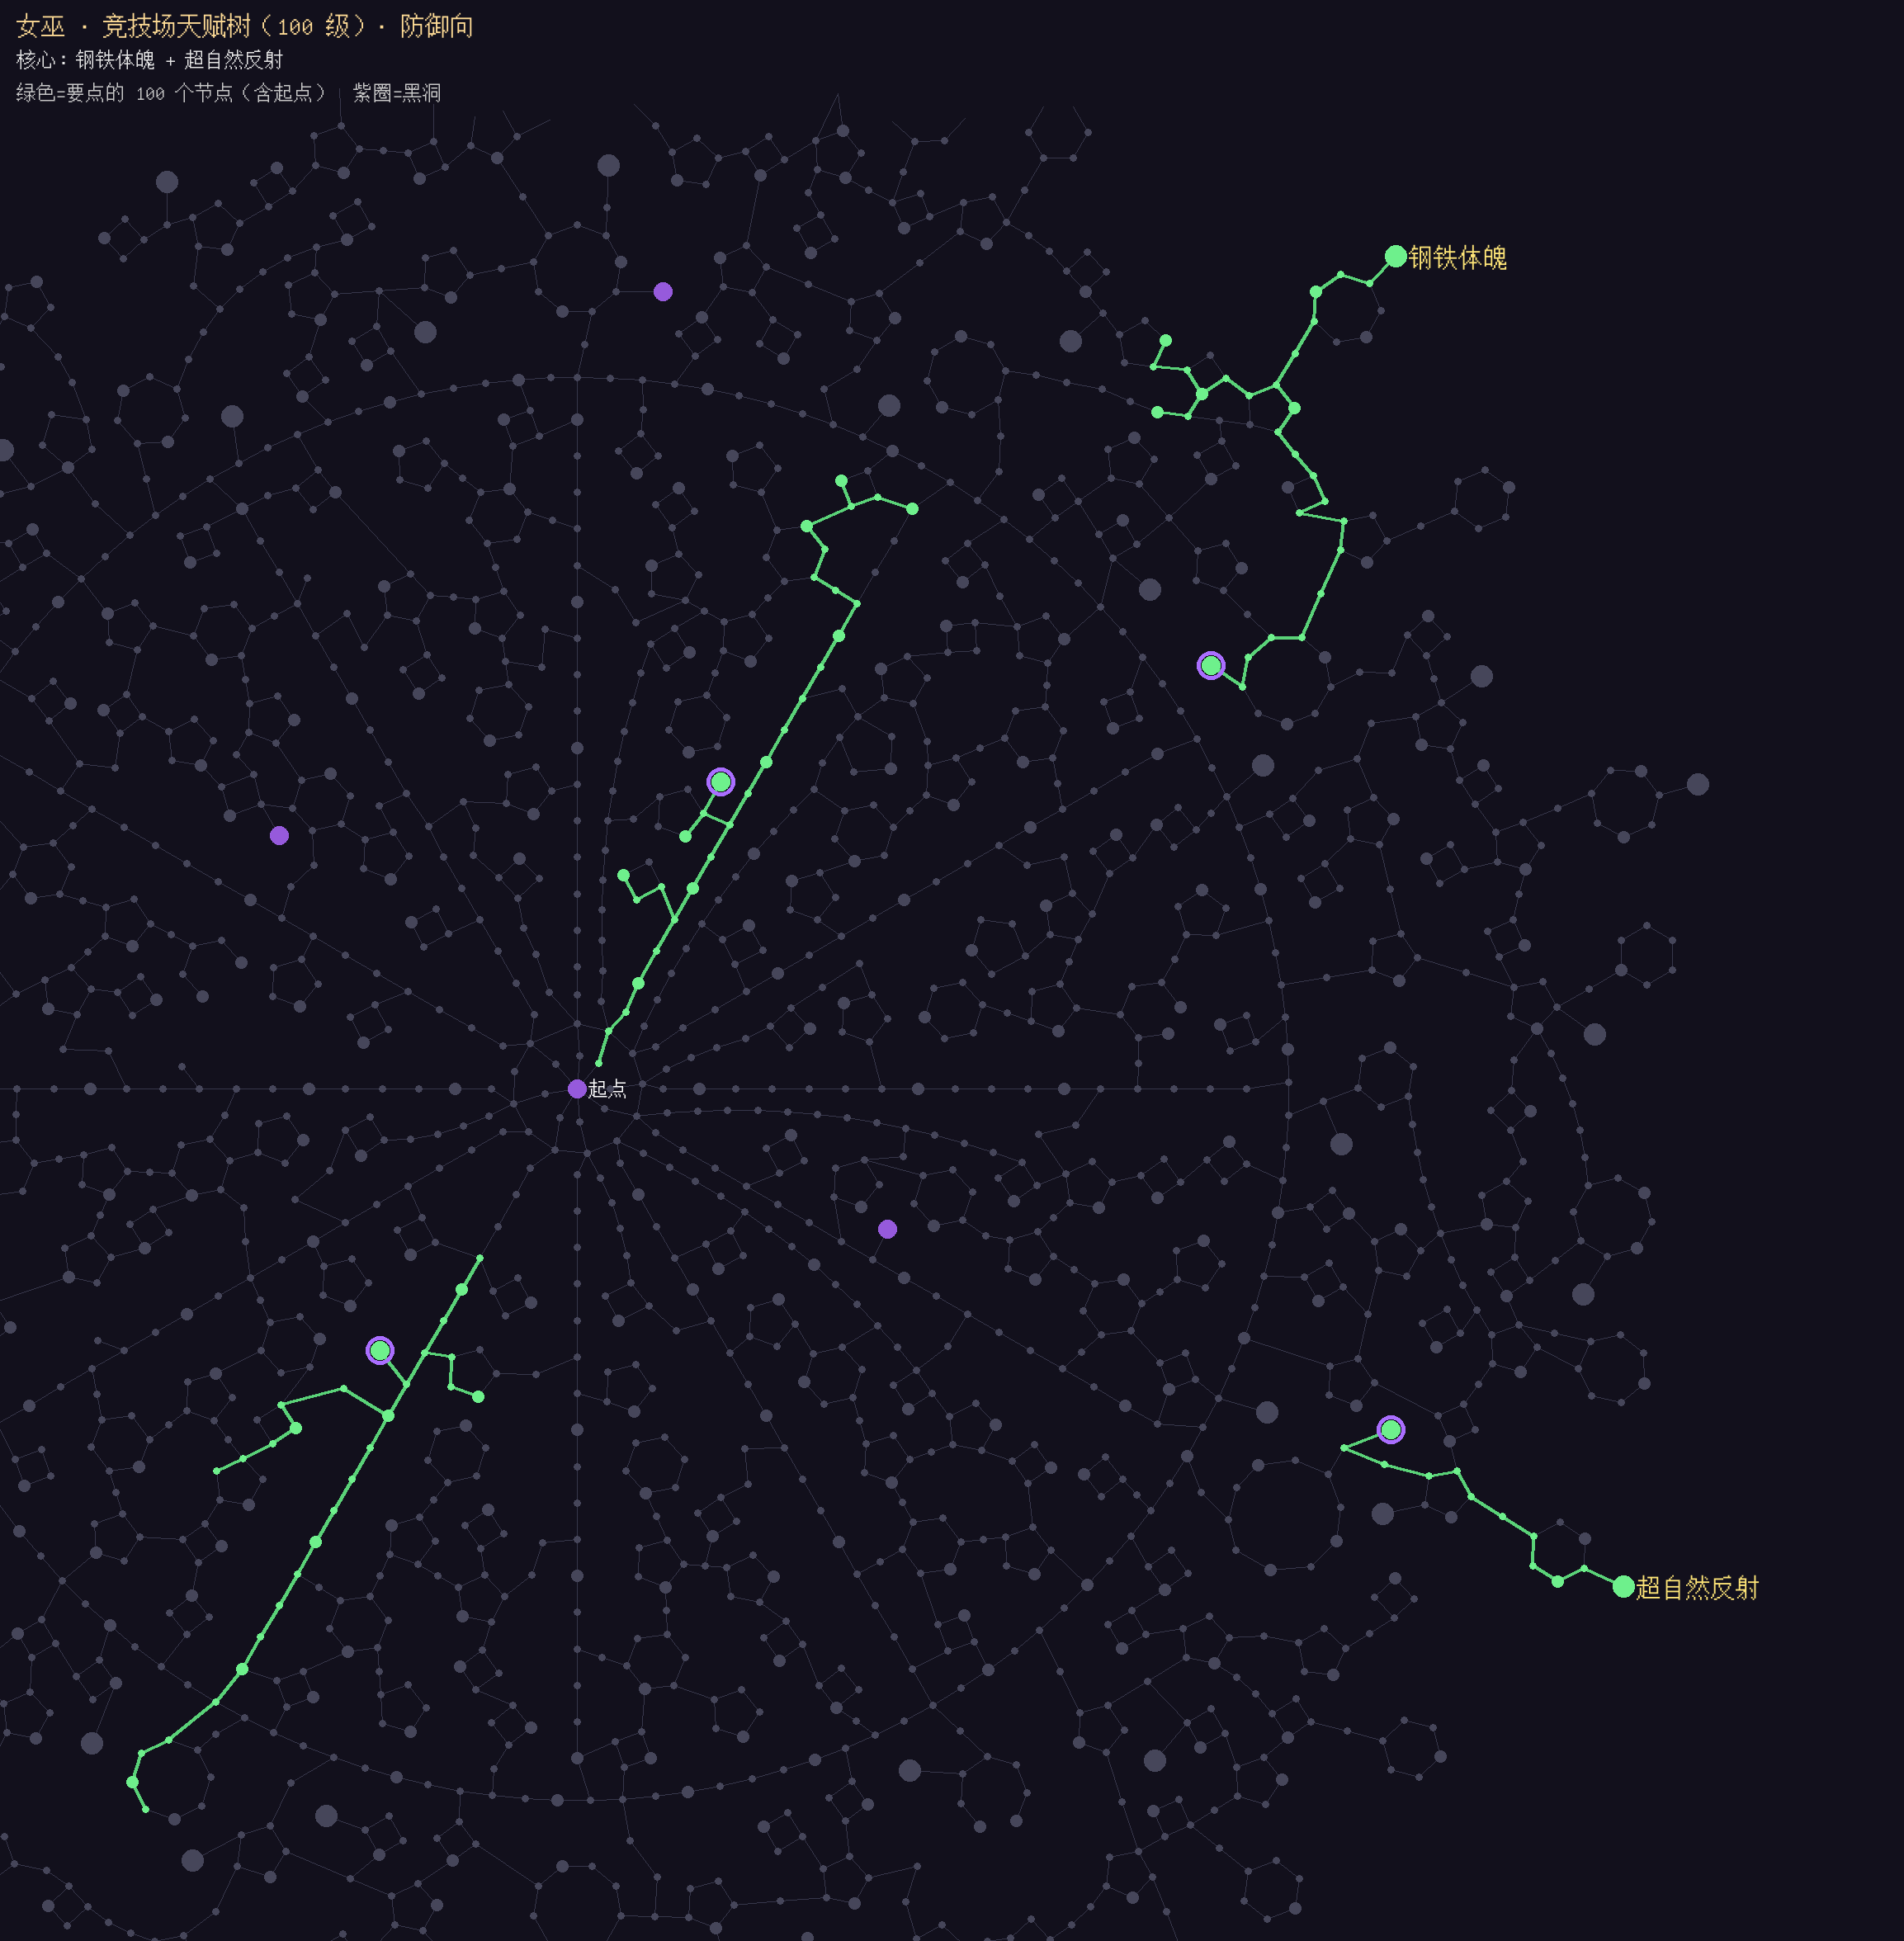 女巫 · 竞技场天赋树（100 级）· 防御向
核心：钢铁体魄 + 超自然反射
绿色=要点的 100 个节点（含起点）  紫圈=黑洞
钢铁体魄
起点
超自然反射